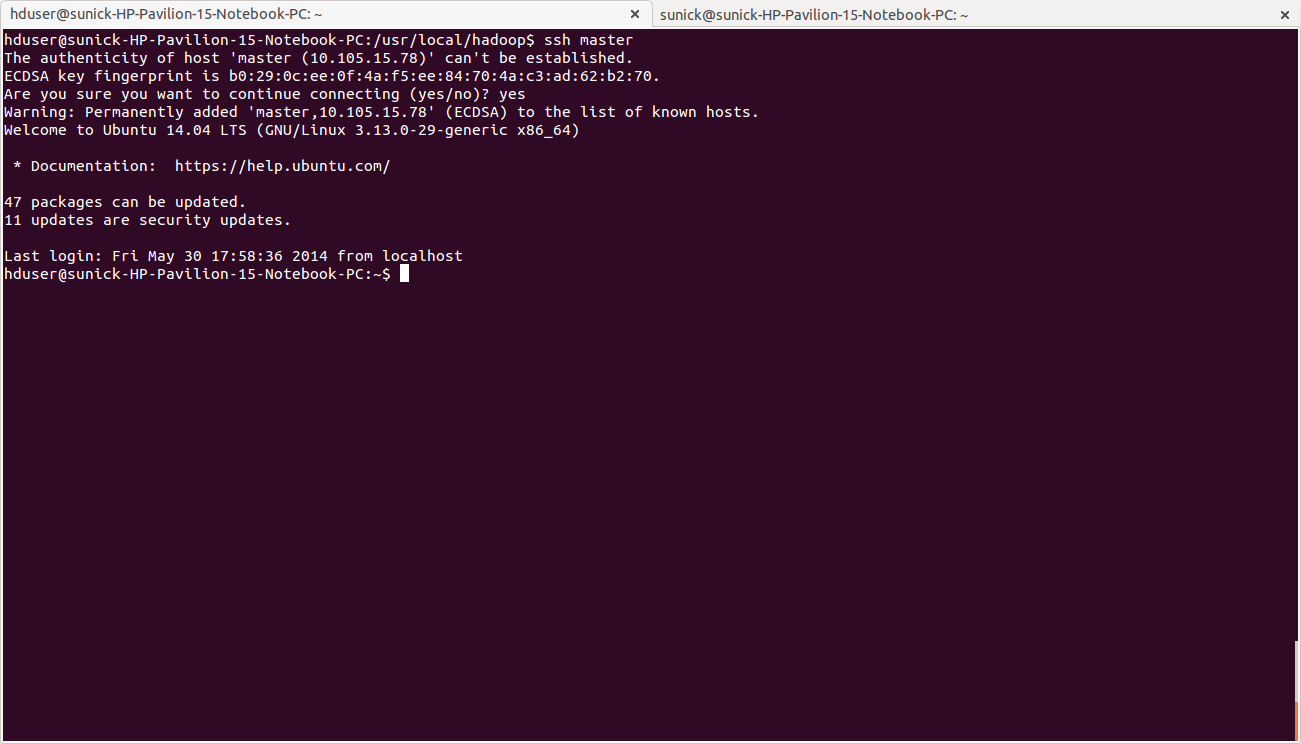 hduser@sunick-HP-Pavilion-15-Notebook-PC: ~ × sunick@sunick-HP-Pavilion-15-Notebook-PC: ~ ×
hduser@sunick-HP-Pavilion-15-Notebook-PC:/usr/local/hadoop$ ssh master
The authenticity of host 'master (10.105.15.78)' can't be established.
ECDSA key fingerprint is b0:29:0c:ee:0f:4a:f5:ee:84:70:4a:c3:ad:62:b2:70.
Are you sure you want to continue connecting (yes/no)? yes
Warning: Permanently added 'master,10.105.15.78' (ECDSA) to the list of known hosts.
Welcome to Ubuntu 14.04 LTS (GNU/Linux 3.13.0-29-generic x86_64)
* Documentation:  https://help.ubuntu.com/
47 packages can be updated.
11 updates are security updates.
Last login: Fri May 30 17:58:36 2014 from localhost
hduser@sunick-HP-Pavilion-15-Notebook-PC:~$